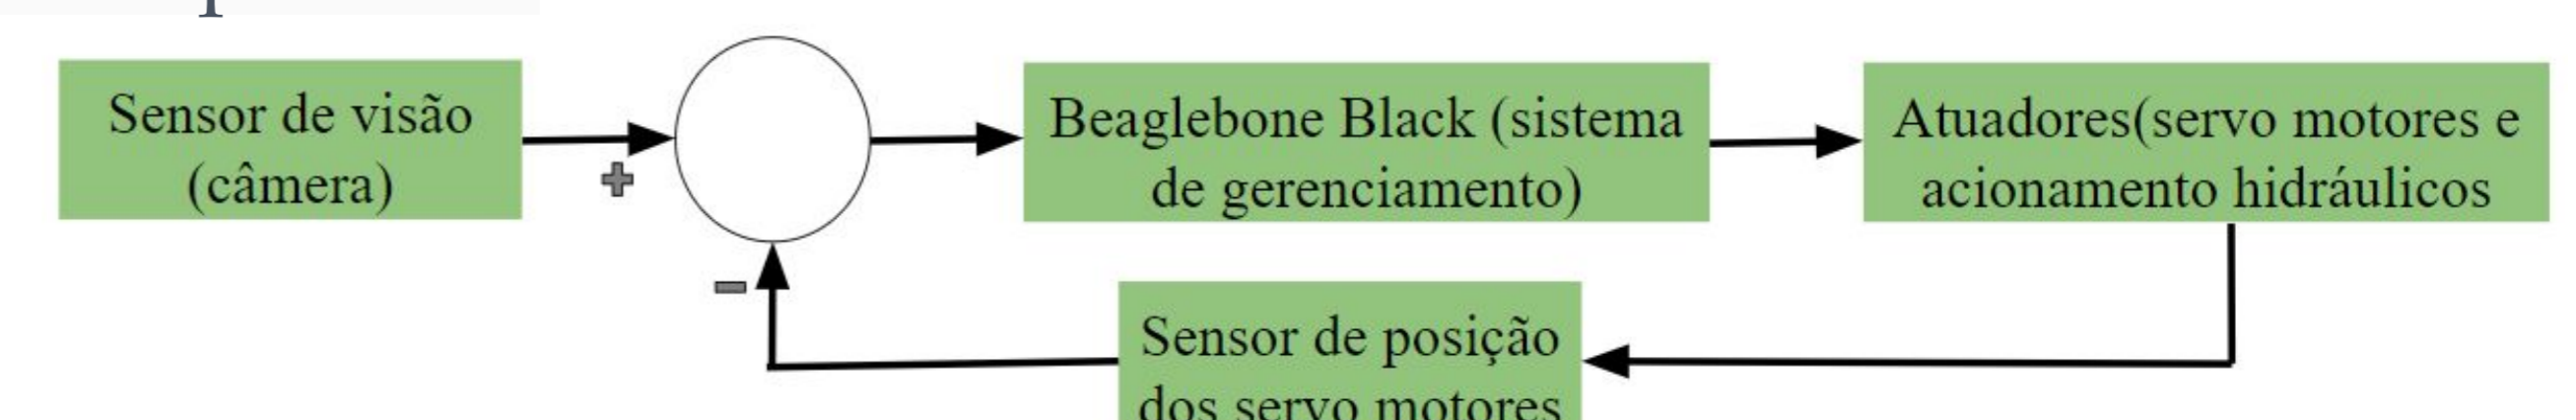 Sensor de visão
(câmera)
+
Beaglebone Black (sistema
de gerenciamento)
Atuadores(servo motores e
acionamento hidráulicos
-
Sensor de posição
dos servo motores